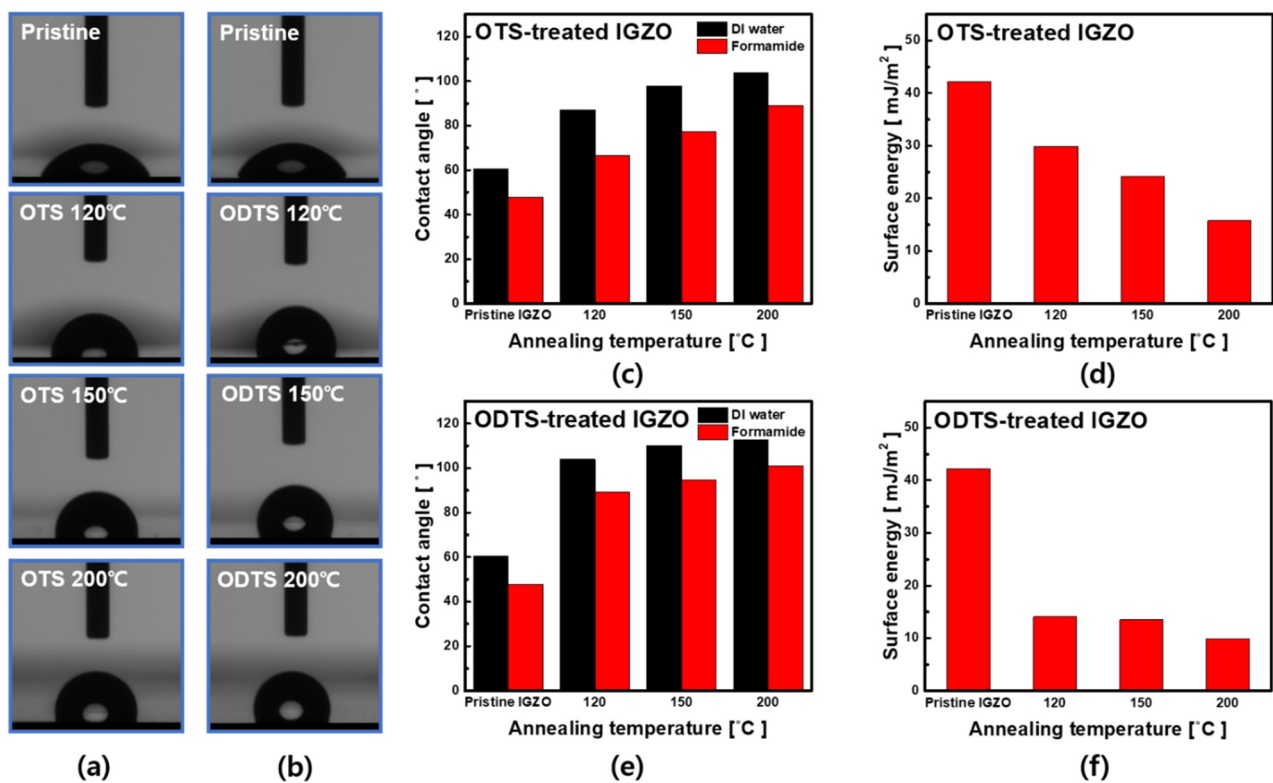 Pristine
OTS 120℃
OTS 150℃
OTS 200℃
(a)
Pristine
ODTS 120℃
ODTS 150℃
ODTS 200℃
(b)
OTS-treated IGZO
DI water
Formamide
Contact angle [ ° ]
120
100
80
60
40
20
0
Pristine IGZO 120 150 200
Annealing temperature [ °C ]
(c)
OTS-treated IGZO
Surface energy [ mJ/m² ]
50
40
30
20
10
0
Pristine IGZO 120 150 200
Annealing temperature [ °C ]
(d)
ODTS-treated IGZO
DI water
Formamide
Contact angle [ ° ]
120
100
80
60
40
20
0
Pristine IGZO 120 150 200
Annealing temperature [ °C ]
(e)
ODTS-treated IGZO
Surface energy [ mJ/m² ]
50
40
30
20
10
0
Pristine IGZO 120 150 200
Annealing temperature [ °C ]
(f)